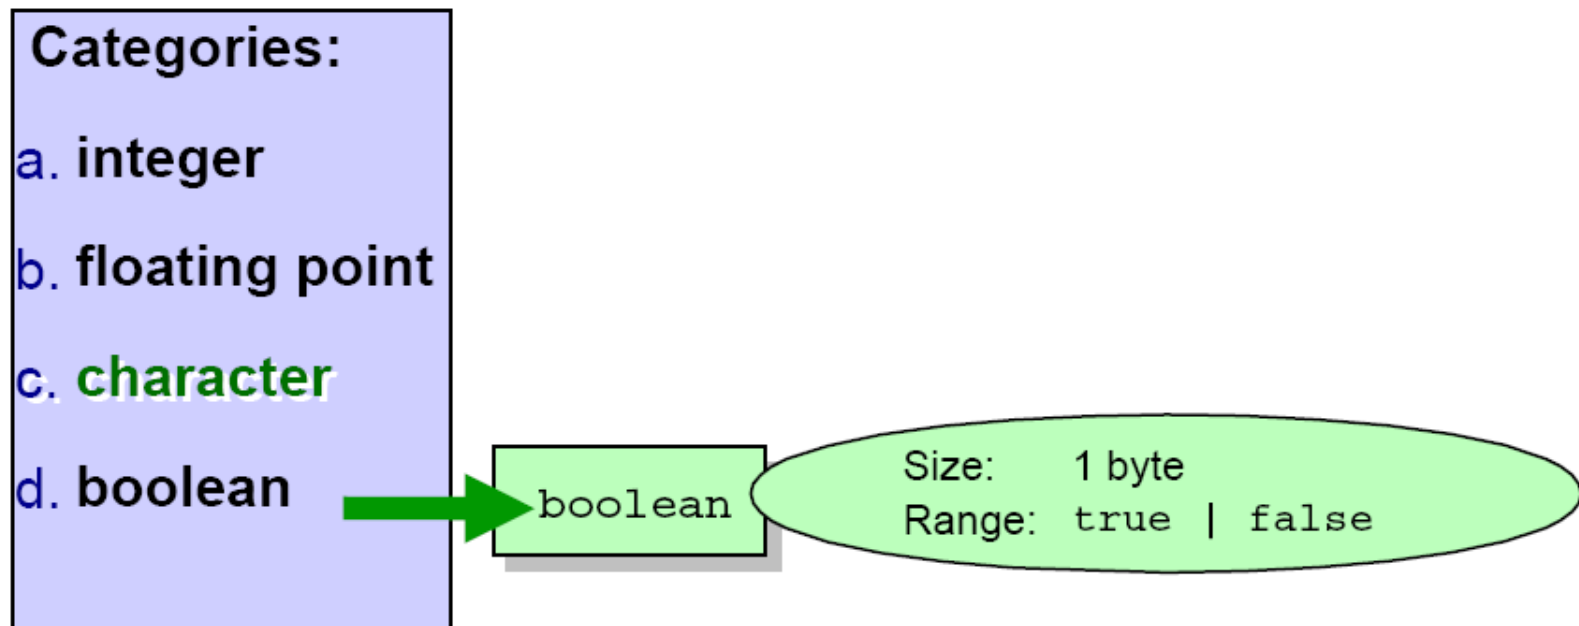 Categories:
a. integer
b. floating point
c. character
d. boolean
boolean
Size: 1 byte
Range: true | false